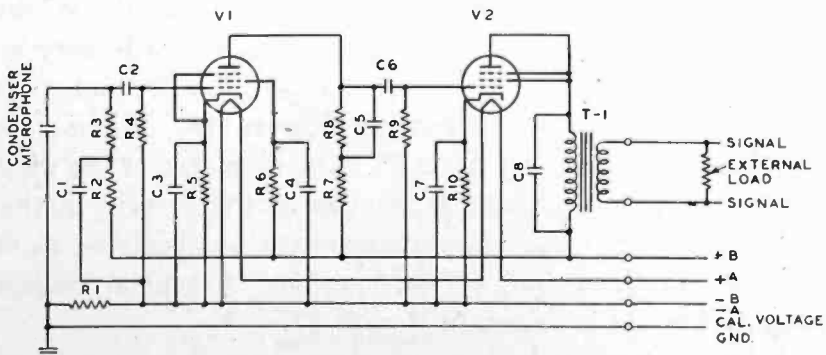 V1
V2
C2
C6
CONDENSER
MICROPHONE
R3
R4
R8
C5
R9
T-1
SIGNAL
EXTERNAL
LOAD
SIGNAL
C1
R2
C3
R5
R6
C4
R7
C7
R10
C8
+B
+A
R1
-B
-A
CAL. VOLTAGE
GND.